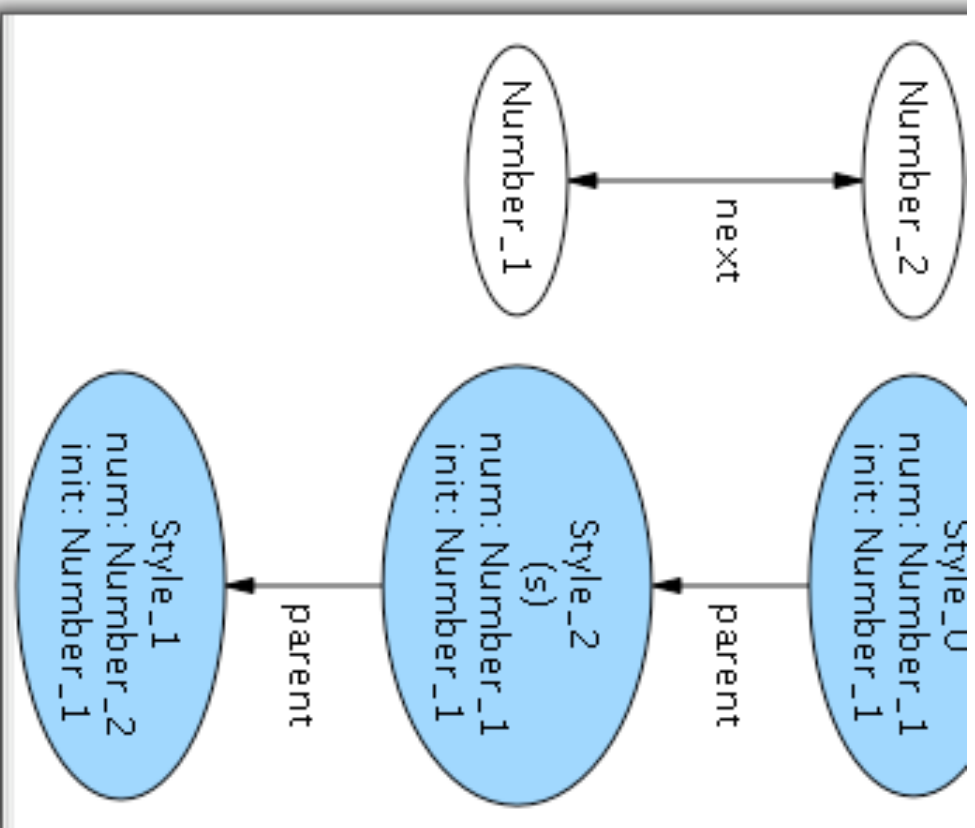 Number_2
next
Number_1
Style_0
num: Number_1
init: Number_1
parent
Style_2
(s)
num: Number_1
init: Number_1
parent
Style_1
num: Number_2
init: Number_1